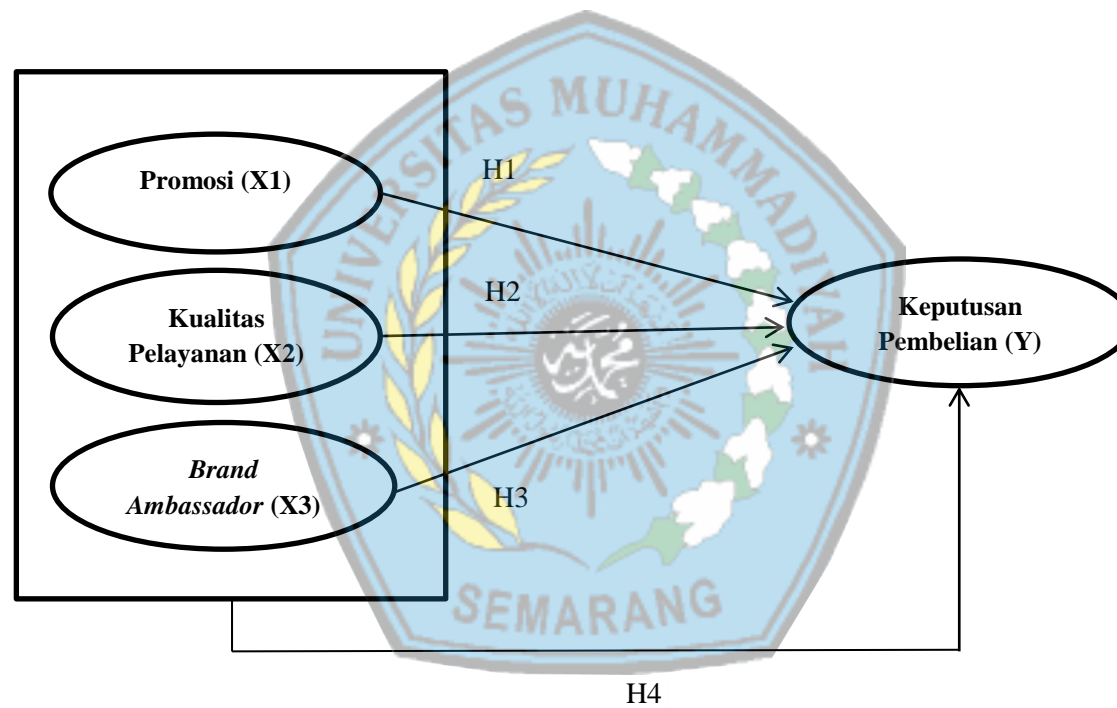 UNIVERSITAS MUHAMMADIYAH
H1
Promosi (X1)
H2
Kualitas
Pelayanan (X2)
Keputusan
Pembelian (Y)
Brand
Ambassador (X3)
H3
SEMARANG
H4